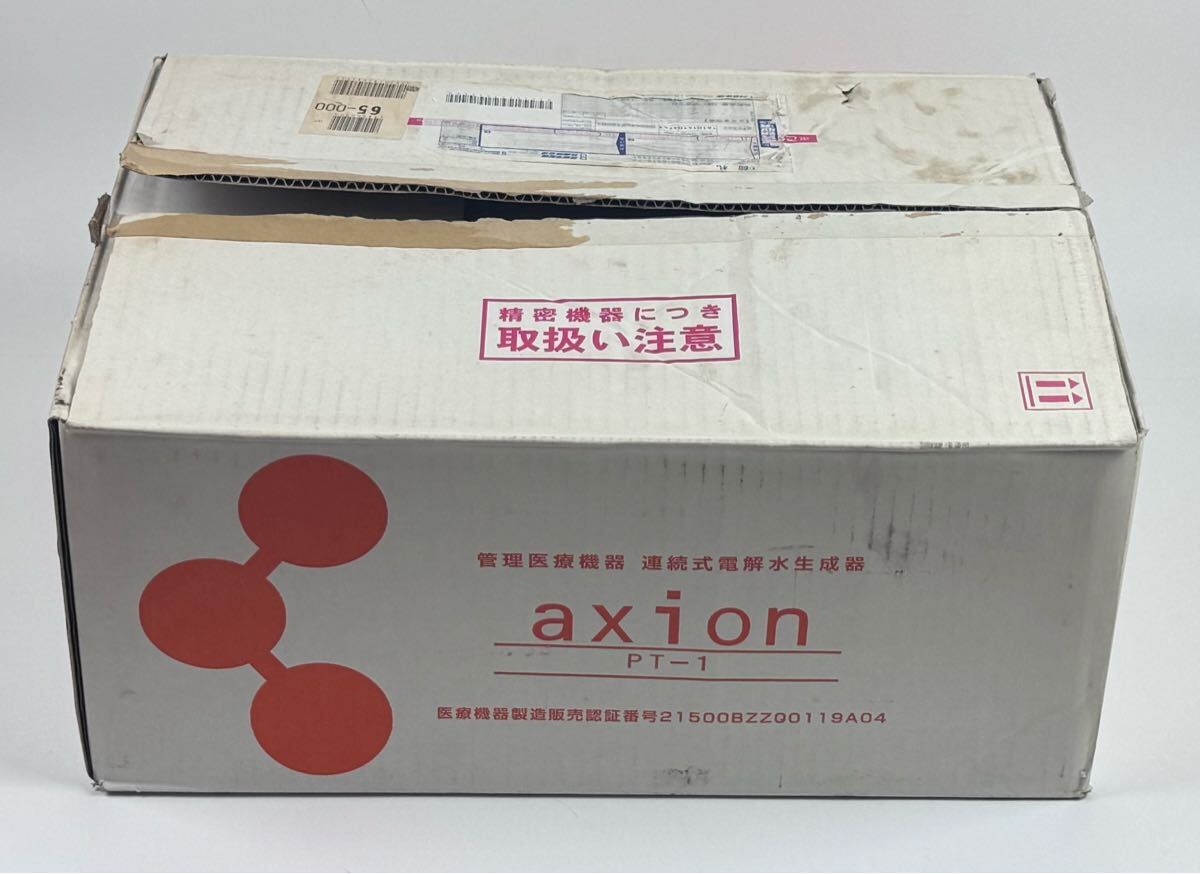 65-000
精密機器につき
取扱い注意
管理医療機器 連続式電解水生成器
axion
PT-1
医療機器製造販売認証番号21500BZZ00119A04